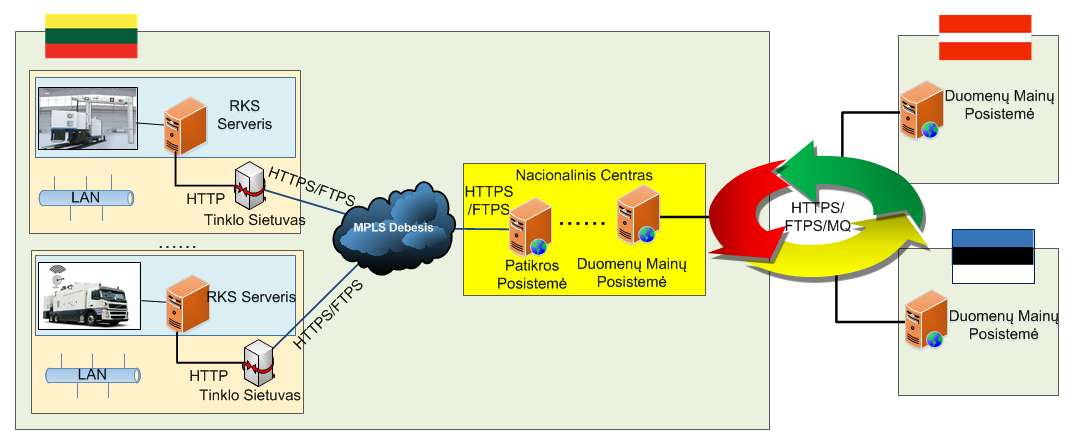 RKS
Serveris
HTTP
LAN
Tinklo Sietuvas
HTTPS/FTPS
......
RKS Serveris
HTTP
LAN
Tinklo Sietuvas
HTTPS/FTPS
MPLS Debesis
Nacionalinis Centras
HTTPS
/FTPS
......
Patikros
Posistemė
Duomenų Mainų
Posistemė
HTTPS/
FTPS/MQ
Duomenų Mainų
Posistemė
Duomenų Mainų
Posistemė